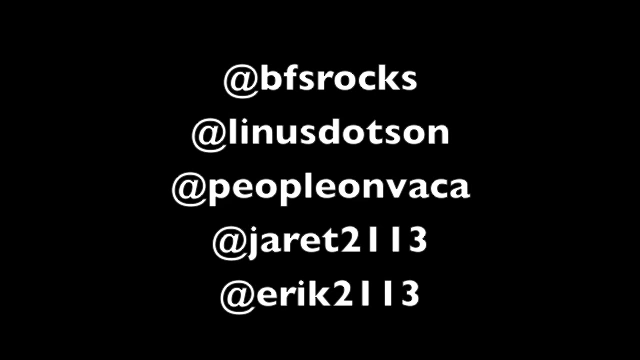 @bfsrocks
@linusdotson
@peopleonvaca
@jaret2113
@erik2113